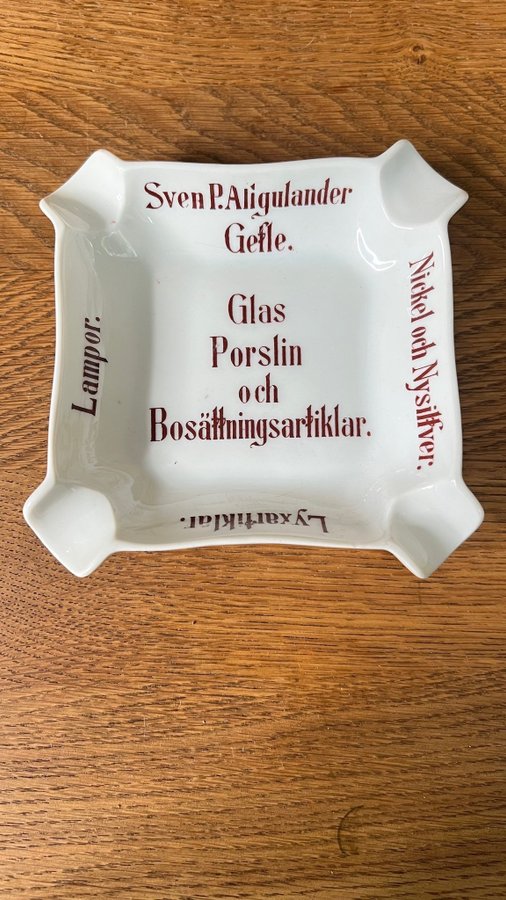 Sven P. Aligulander
Gefle.
Glas
Porslin
och
Bosättningsartiklar.
Nickel och Nysilfver.
Lyxartiklar.
Lampor.